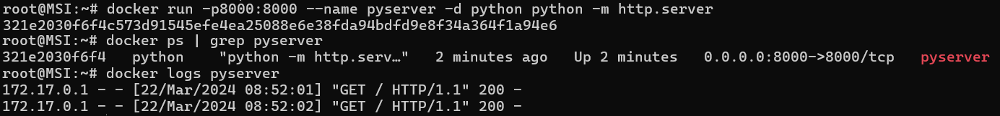 root@MSI:~# docker run -p8000:8000 --name pyserver -d python python -m http.server
321e2030f6f4c573d91545efe4ea25088e6e38fda94bdfd9e8f34a364f1a94e6
root@MSI:~# docker ps | grep pyserver
321e2030f6f4   python    "python -m http.serv…"   2 minutes ago   Up 2 minutes   0.0.0.0:8000->8000/tcp   pyserver
root@MSI:~# docker logs pyserver
172.17.0.1 - - [22/Mar/2024 08:52:01] "GET / HTTP/1.1" 200 -
172.17.0.1 - - [22/Mar/2024 08:52:02] "GET / HTTP/1.1" 200 -